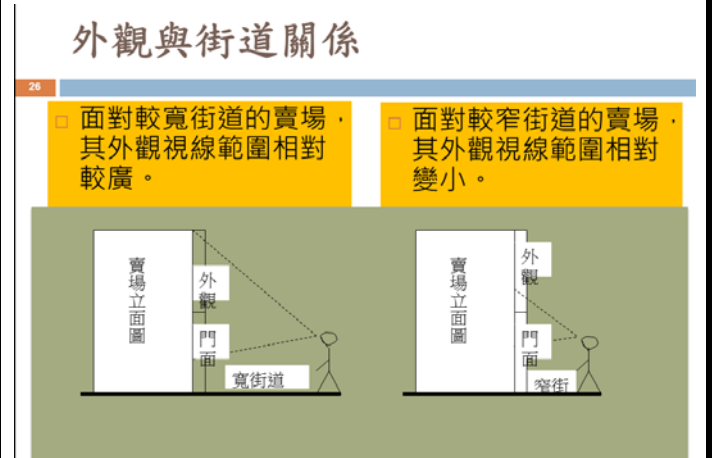 外觀與街道關係
26
面對較寬街道的賣場，
其外觀視線範圍相對
較廣。
面對較窄街道的賣場，
其外觀視線範圍相對
變小。
賣場立面圖
外觀
門面
寬街道
賣場立面圖
外觀
門面
窄街